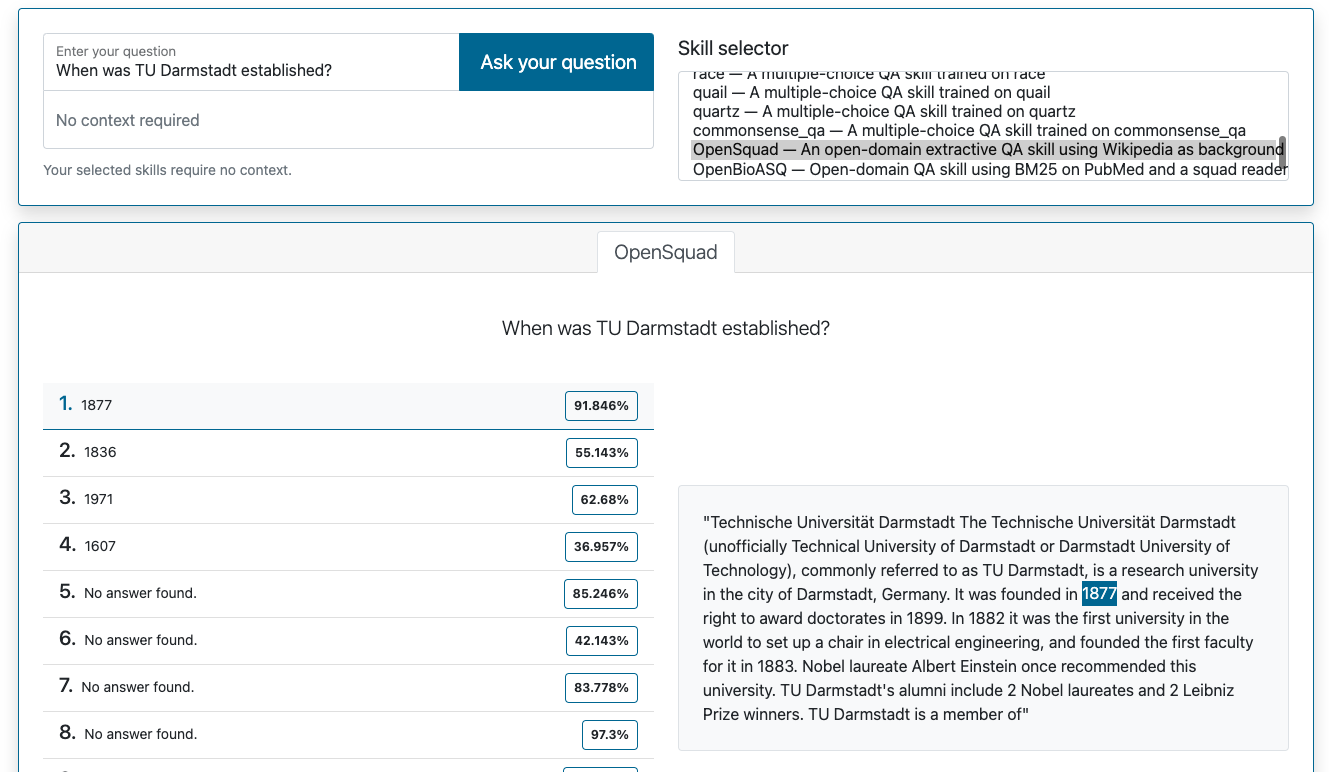 Enter your question
When was TU Darmstadt established?
Ask your question
No context required
Your selected skills require no context.
Skill selector
race — A multiple-choice QA skill trained on race
quail — A multiple-choice QA skill trained on quail
quartz — A multiple-choice QA skill trained on quartz
commonsense_qa — A multiple-choice QA skill trained on commonsense_qa
OpenSquad — An open-domain extractive QA skill using Wikipedia as background
OpenBioASQ — Open-domain QA skill using BM25 on PubMed and a squad reader
OpenSquad
When was TU Darmstadt established?
1. 1877 91.846%
2. 1836 55.143%
3. 1971 62.68%
4. 1607 36.957%
5. No answer found. 85.246%
6. No answer found. 42.143%
7. No answer found. 83.778%
8. No answer found. 97.3%
"Technische Universität Darmstadt The Technische Universität Darmstadt
(unofficially Technical University of Darmstadt or Darmstadt University of
Technology), commonly referred to as TU Darmstadt, is a research university
in the city of Darmstadt, Germany. It was founded in 1877 and received the
right to award doctorates in 1899. In 1882 it was the first university in the
world to set up a chair in electrical engineering, and founded the first faculty
for it in 1883. Nobel laureate Albert Einstein once recommended this
university. TU Darmstadt's alumni include 2 Nobel laureates and 2 Leibniz
Prize winners. TU Darmstadt is a member of"